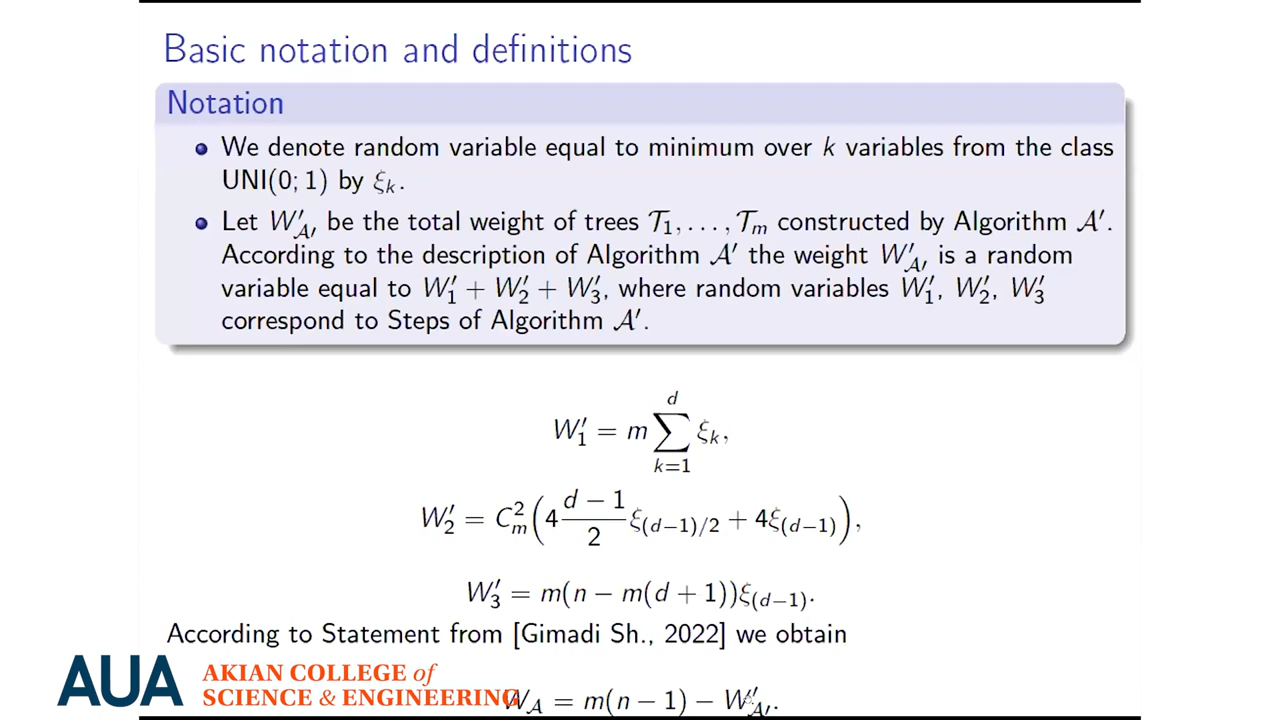 Basic notation and definitions
Notation
We denote random variable equal to minimum over k variables from the class
UNI(0; 1) by ξ_k.
Let W′_{𝒜′} be the total weight of trees 𝒯_1, . . . , 𝒯_m constructed by Algorithm 𝒜′.
According to the description of Algorithm 𝒜′ the weight W′_{𝒜′} is a random
variable equal to W′_1 + W′_2 + W′_3, where random variables W′_1, W′_2, W′_3
correspond to Steps of Algorithm 𝒜′.
W′_1 = m ∑_{k=1}^{d} ξ_k,
W′_2 = C_m^2 (4 \frac{d − 1}{2} ξ_{(d−1)/2} + 4ξ_{(d−1)}),
W′_3 = m(n − m(d + 1))ξ_{(d−1)}.
According to Statement from [Gimadi Sh., 2022] we obtain
W_𝒜 = m(n − 1) − W′_{𝒜′}.
AUA
AKIAN COLLEGE of
SCIENCE & ENGINEERING